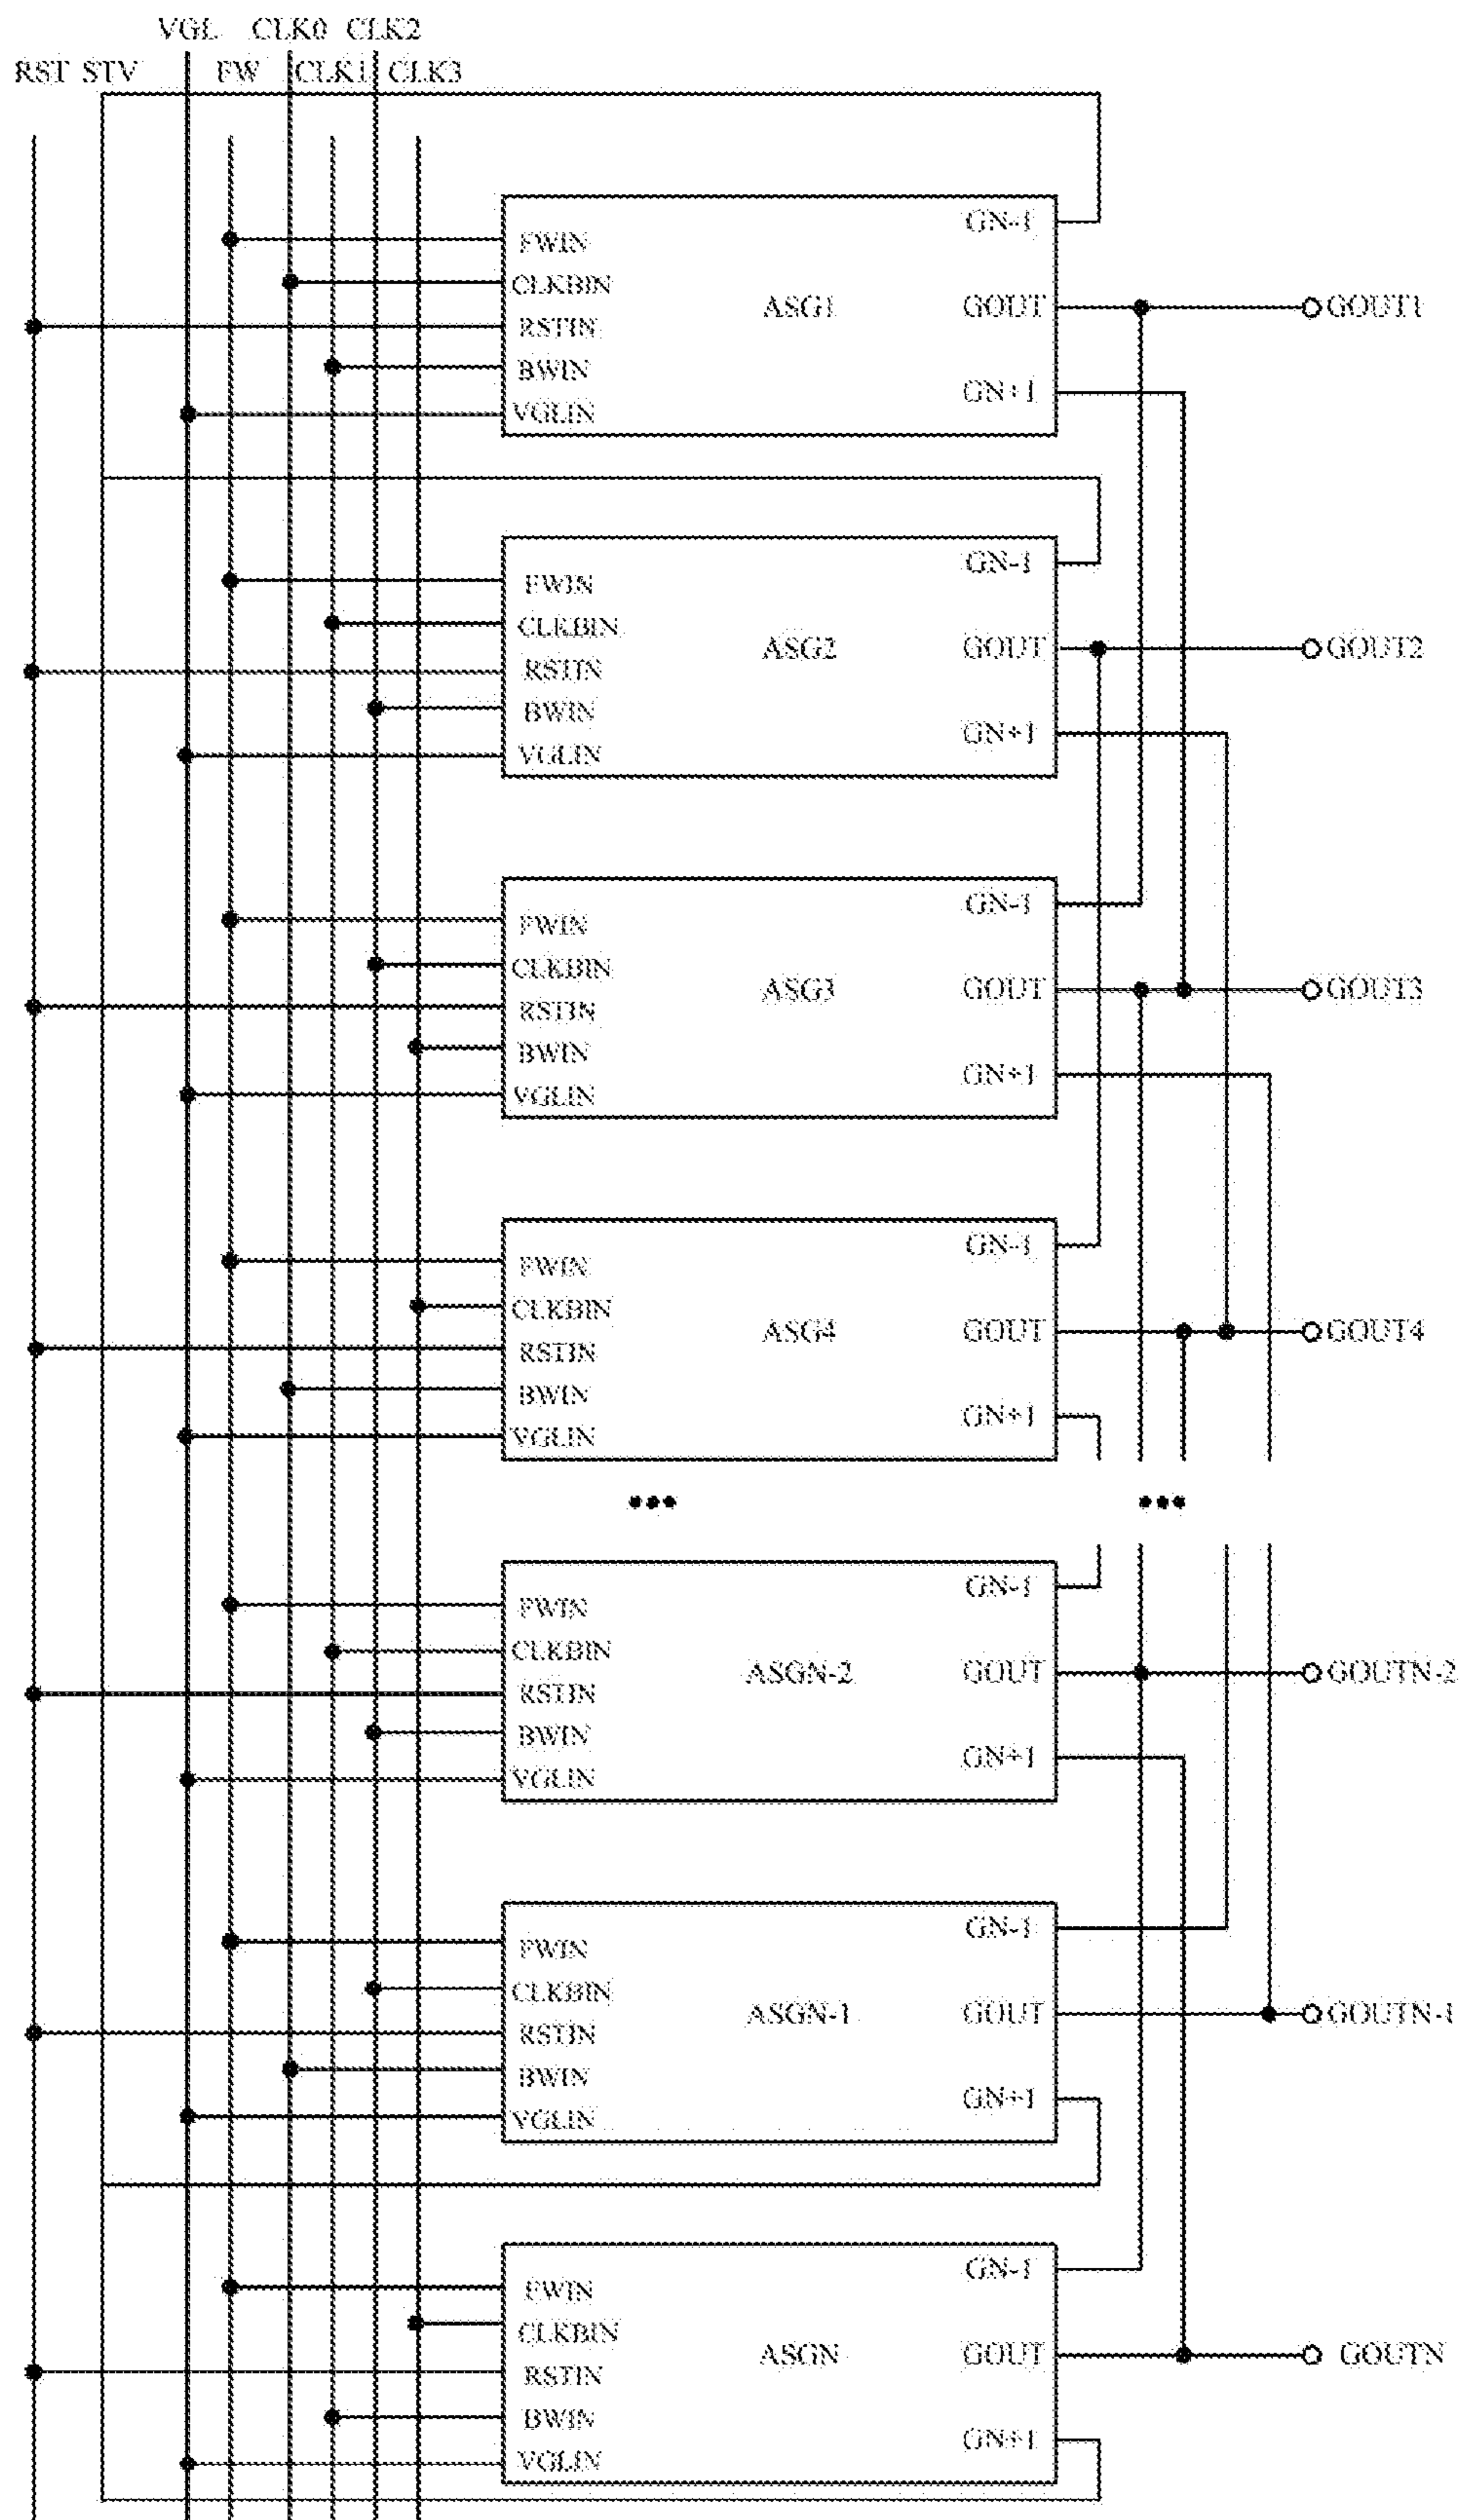 VGL CLK0 CLK2
RST STV FW CLK1 CLK3
GN-1
FWIN
CLKBIN
ASG1 GOUT GOUT1
RSTIN
BWIN
GN+1
VGLIN
GN-1
FWIN
CLKBIN
ASG2 GOUT GOUT2
RSTIN
BWIN
GN+1
VGLIN
GN-1
FWIN
CLKBIN
ASG3 GOUT GOUT3
RSTIN
BWIN
GN+1
VGLIN
GN-1
FWIN
CLKBIN
ASG4 GOUT GOUT4
RSTIN
BWIN
GN+1
VGLIN
••• •••
GN-1
FWIN
CLKBIN
ASGN-2 GOUT GOUTN-2
RSTIN
BWIN
GN+1
VGLIN
GN-1
FWIN
CLKBIN
ASGN-1 GOUT GOUTN-1
RSTIN
BWIN
GN+1
VGLIN
GN-1
FWIN
CLKBIN
ASGN GOUT GOUTN
RSTIN
BWIN
GN+1
VGLIN